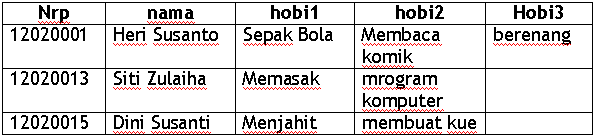 Nrp nama hobi1 hobi2 Hobi3
12020001 Heri Susanto Sepak Bola Membaca berenang
komik
12020013 Siti Zulaiha Memasak mrogram
komputer
12020015 Dini Susanti Menjahit membuat kue